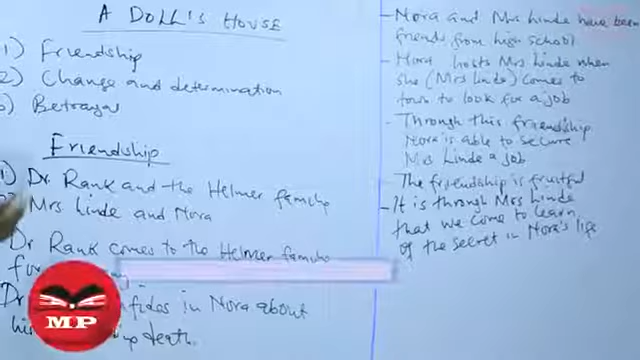 A DOLL'S HOUSE
1) Friendship
2) Change and determination
3) Betrayal
Friendship
1) Dr Rank and the Helmer family
Mrs Linde and Nora
Dr Rank comes to the Helmer family
for
Dr confides in Nora about
his death.
- Nora and Mrs Linde have been
friends from high school
- Nora hosts Mrs Linde when
she (Mrs Linde) comes to
town to look for a job
- Through this friendship
Nora is able to secure
Mrs Linde a job
- The friendship is fruitful
- It is through Mrs Linde
that we come to learn
of the secret in Nora's life
MP